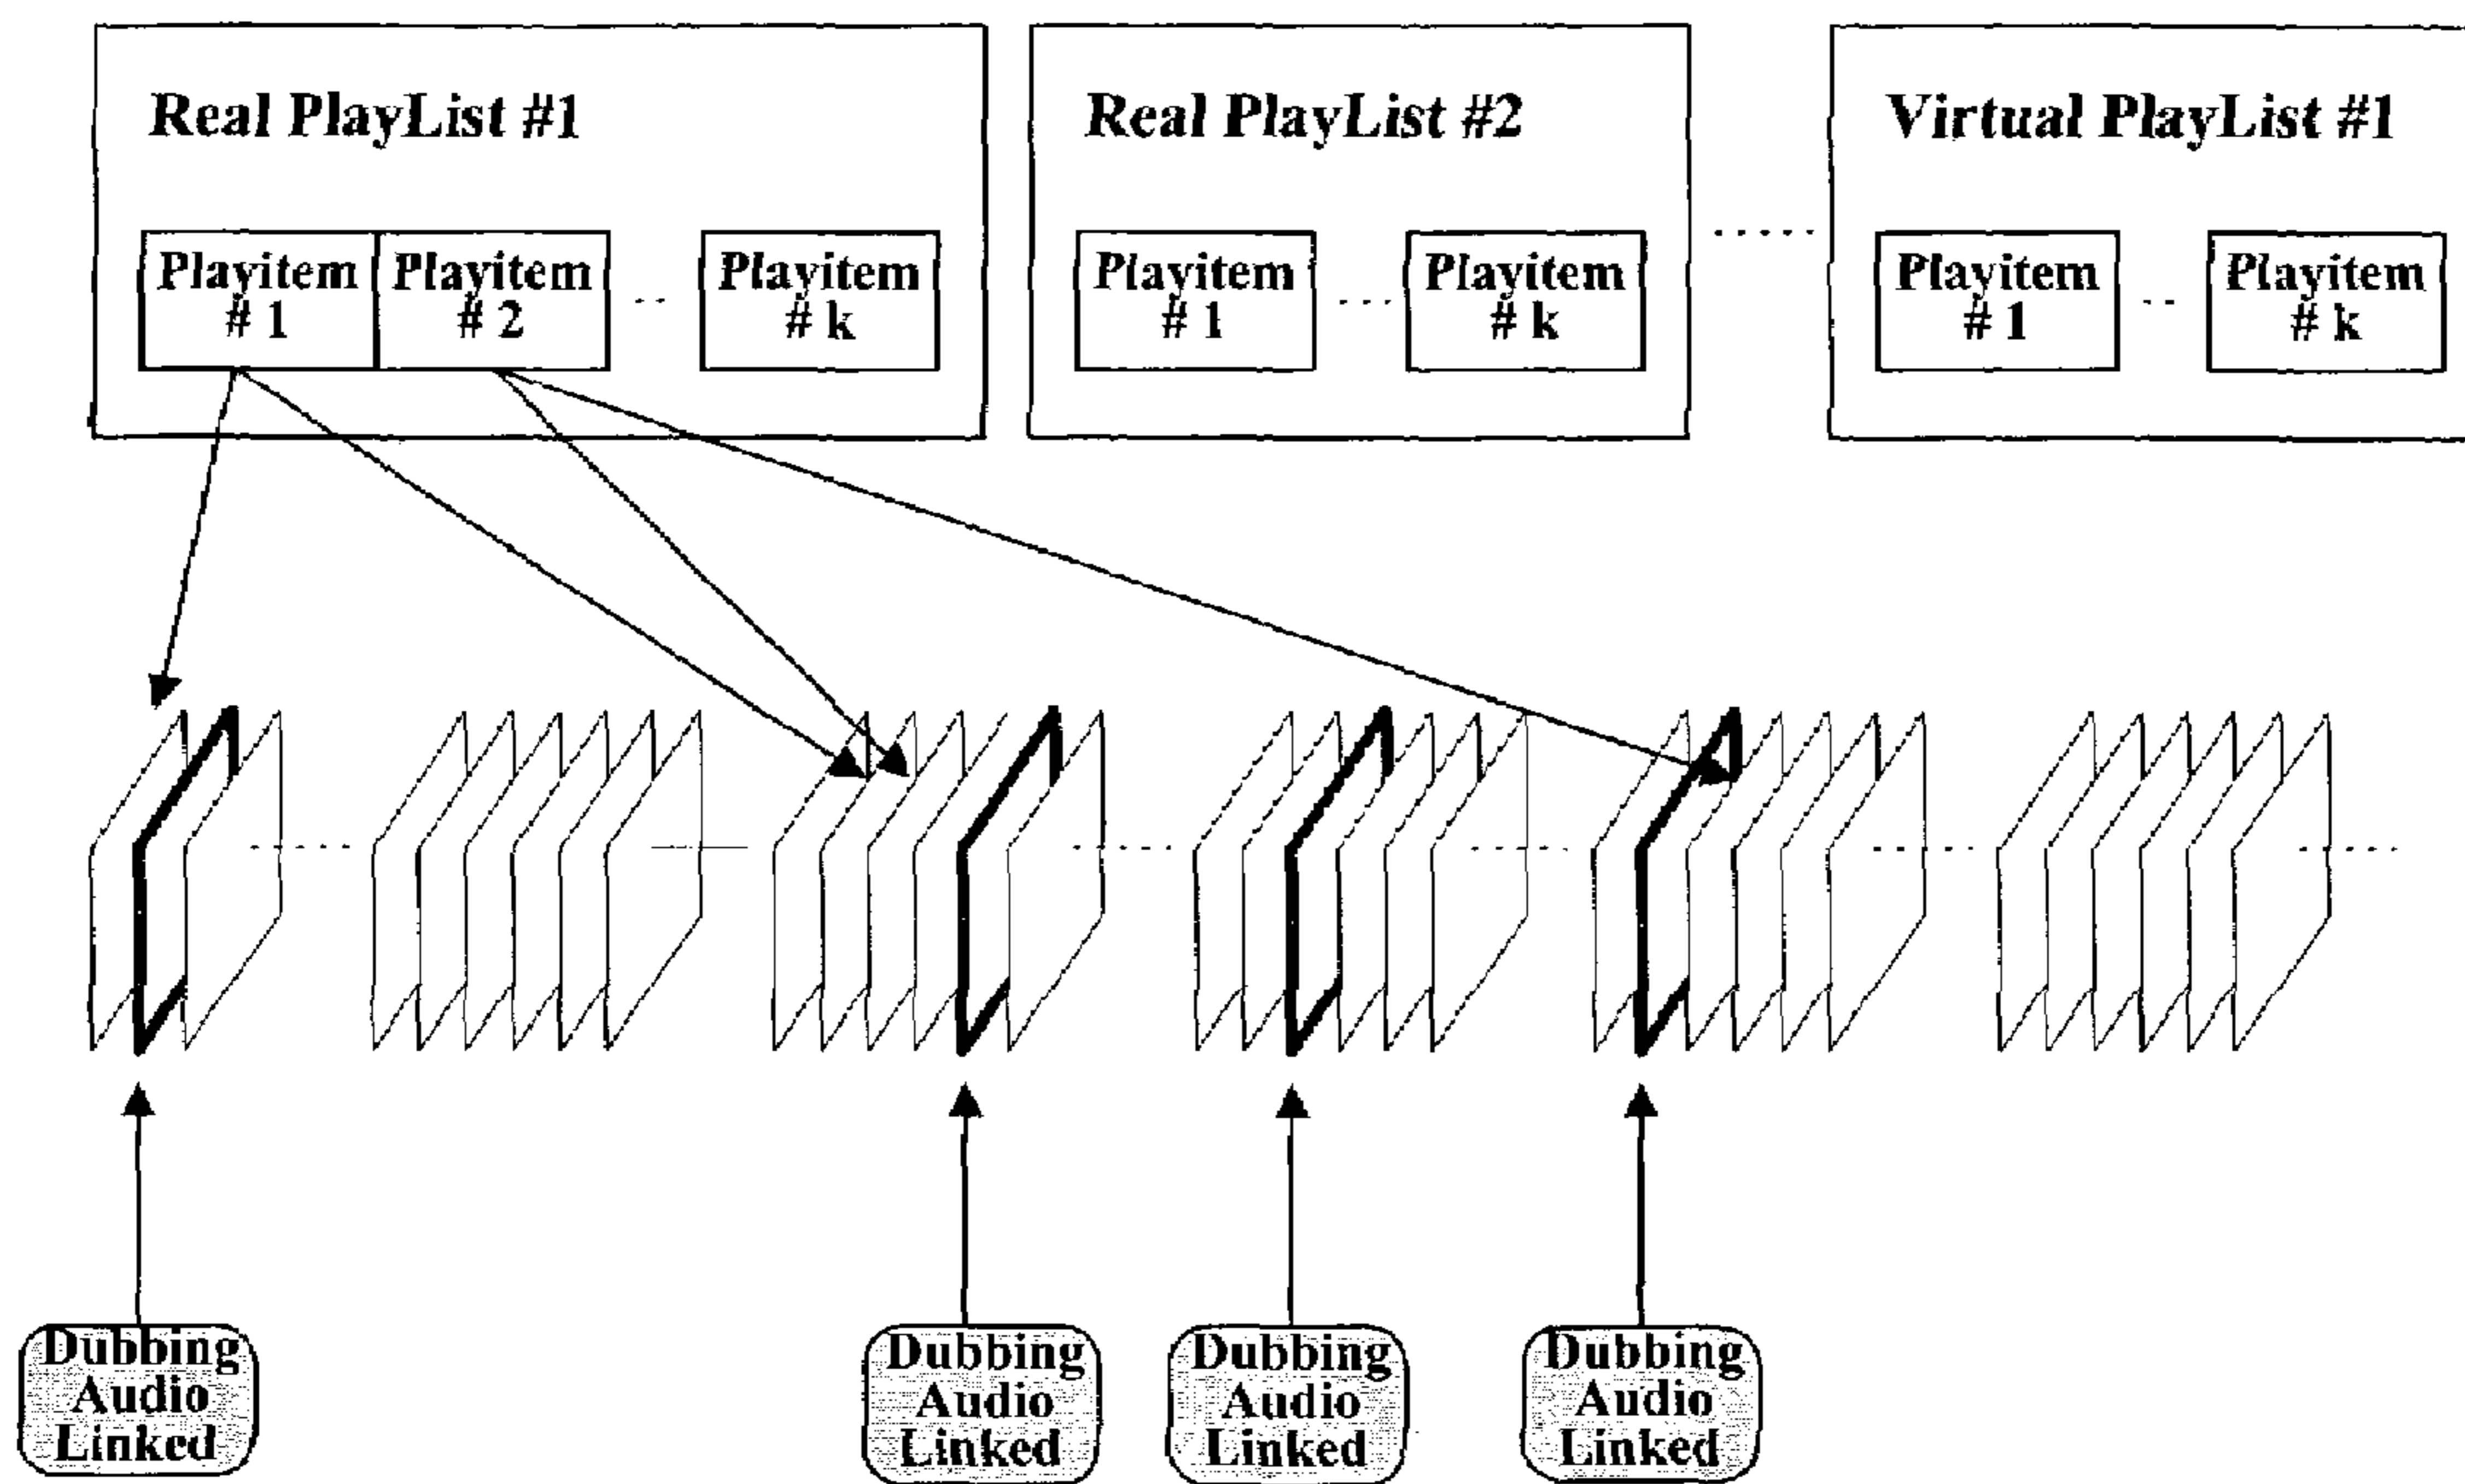 Real PlayList #1
Real PlayList #2
Virtual PlayList #1
Playitem
# 1
Playitem
# 2
Playitem
# k
Playitem
# 1
Playitem
# k
Playitem
# 1
Playitem
# k
Dubbing
Audio
Linked
Dubbing
Audio
Linked
Dubbing
Audio
Linked
Dubbing
Audio
Linked